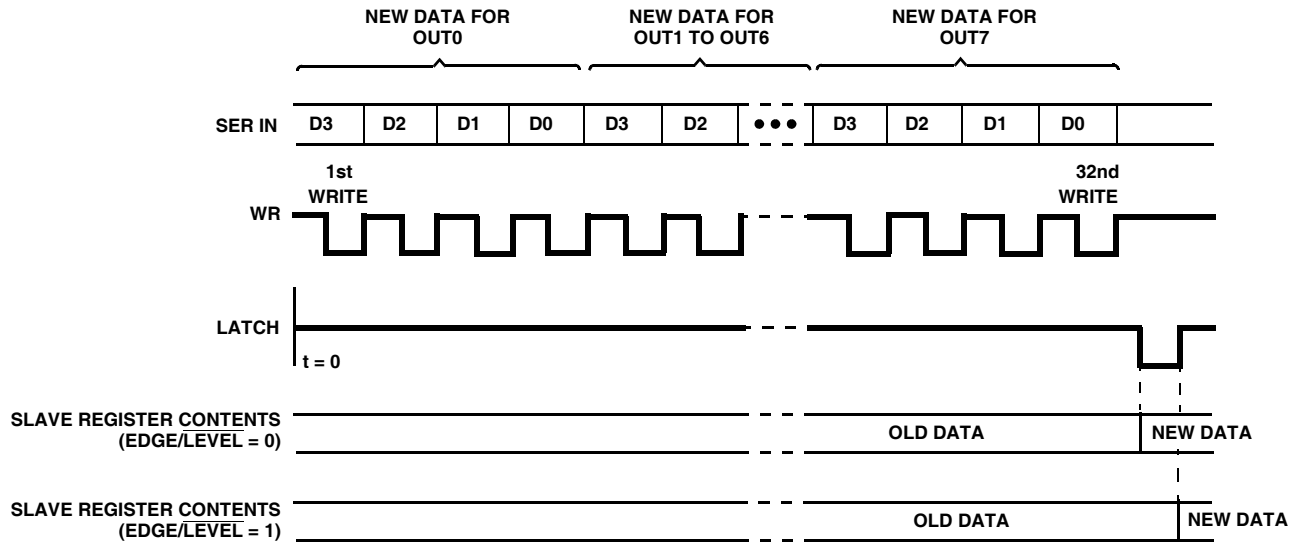 NEW DATA FOR
OUT0
NEW DATA FOR
OUT1 TO OUT6
NEW DATA FOR
OUT7
SER IN D3 D2 D1 D0 D3 D2 ••• D3 D2 D1 D0
1st
WRITE
32nd
WRITE
WR
LATCH
t = 0
SLAVE REGISTER CONTENTS
(EDGE/LEVEL = 0)
OLD DATA NEW DATA
SLAVE REGISTER CONTENTS
(EDGE/LEVEL = 1)
OLD DATA NEW DATA